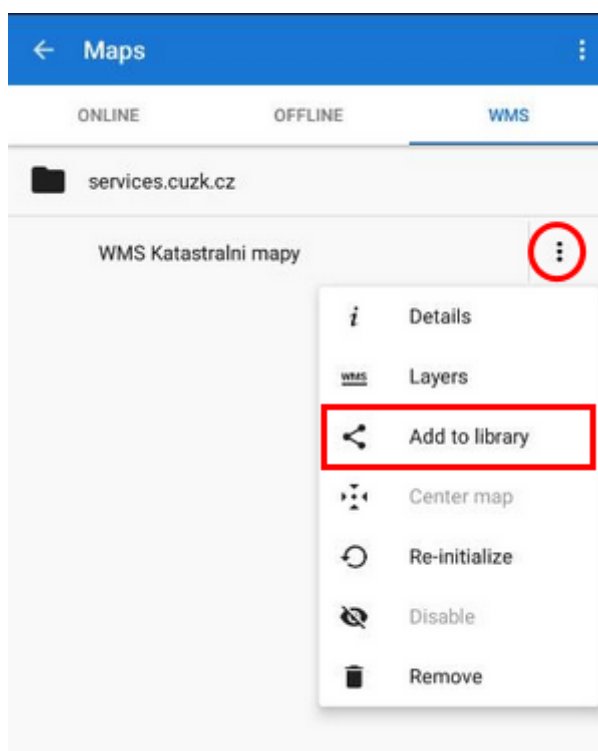 Maps
ONLINE OFFLINE WMS
services.cuzk.cz
WMS Katastralni mapy
i Details
WMS Layers
Add to library
Center map
Re-initialize
Disable
Remove